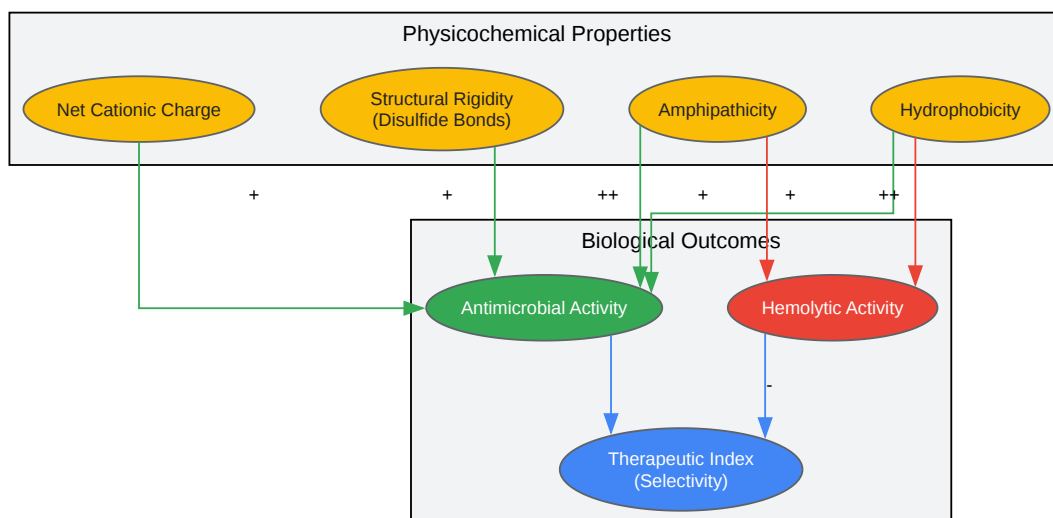 Physicochemical Properties
Net Cationic Charge
Structural Rigidity
(Disulfide Bonds)
Amphipathicity
Hydrophobicity
+
+
++
+
+
++
Biological Outcomes
Antimicrobial Activity
Hemolytic Activity
-
Therapeutic Index
(Selectivity)